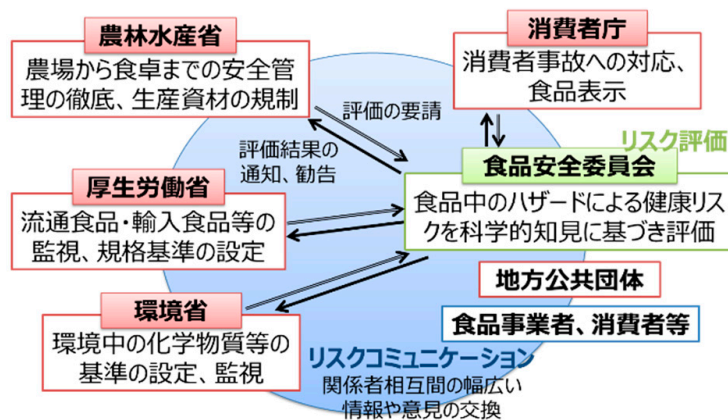 農林水産省
農場から食卓までの安全管
理の徹底、生産資材の規制
消費者庁
消費者事故への対応、
食品表示
評価の要請
評価結果の
通知、勧告
リスク評価
食品安全委員会
食品中のハザードによる健康リス
クを科学的知見に基づき評価
厚生労働省
流通食品・輸入食品等の
監視、規格基準の設定
環境省
環境中の化学物質等の
基準の設定、監視
地方公共団体
食品事業者、消費者等
リスクコミュニケーション
関係者相互間の幅広い
情報や意見の交換